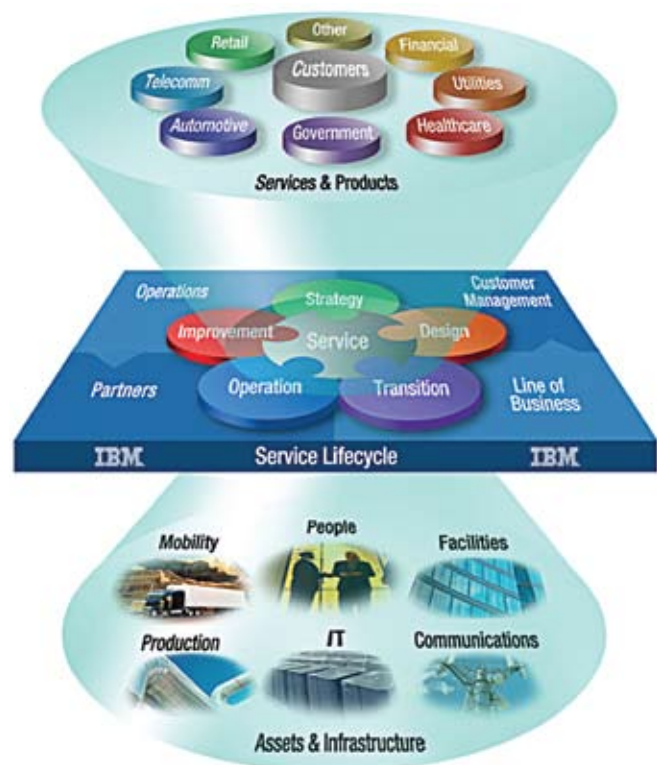 Other
Retail
Financial
Customers
Telecomm
Utilities
Automotive
Government
Healthcare
Services & Products
Operations
Customer
Management
Strategy
Improvement
Service
Design
Partners
Operation
Transition
Line of
Business
IBM
Service Lifecycle
IBM
Mobility
People
Facilities
Production
IT
Communications
Assets & Infrastructure